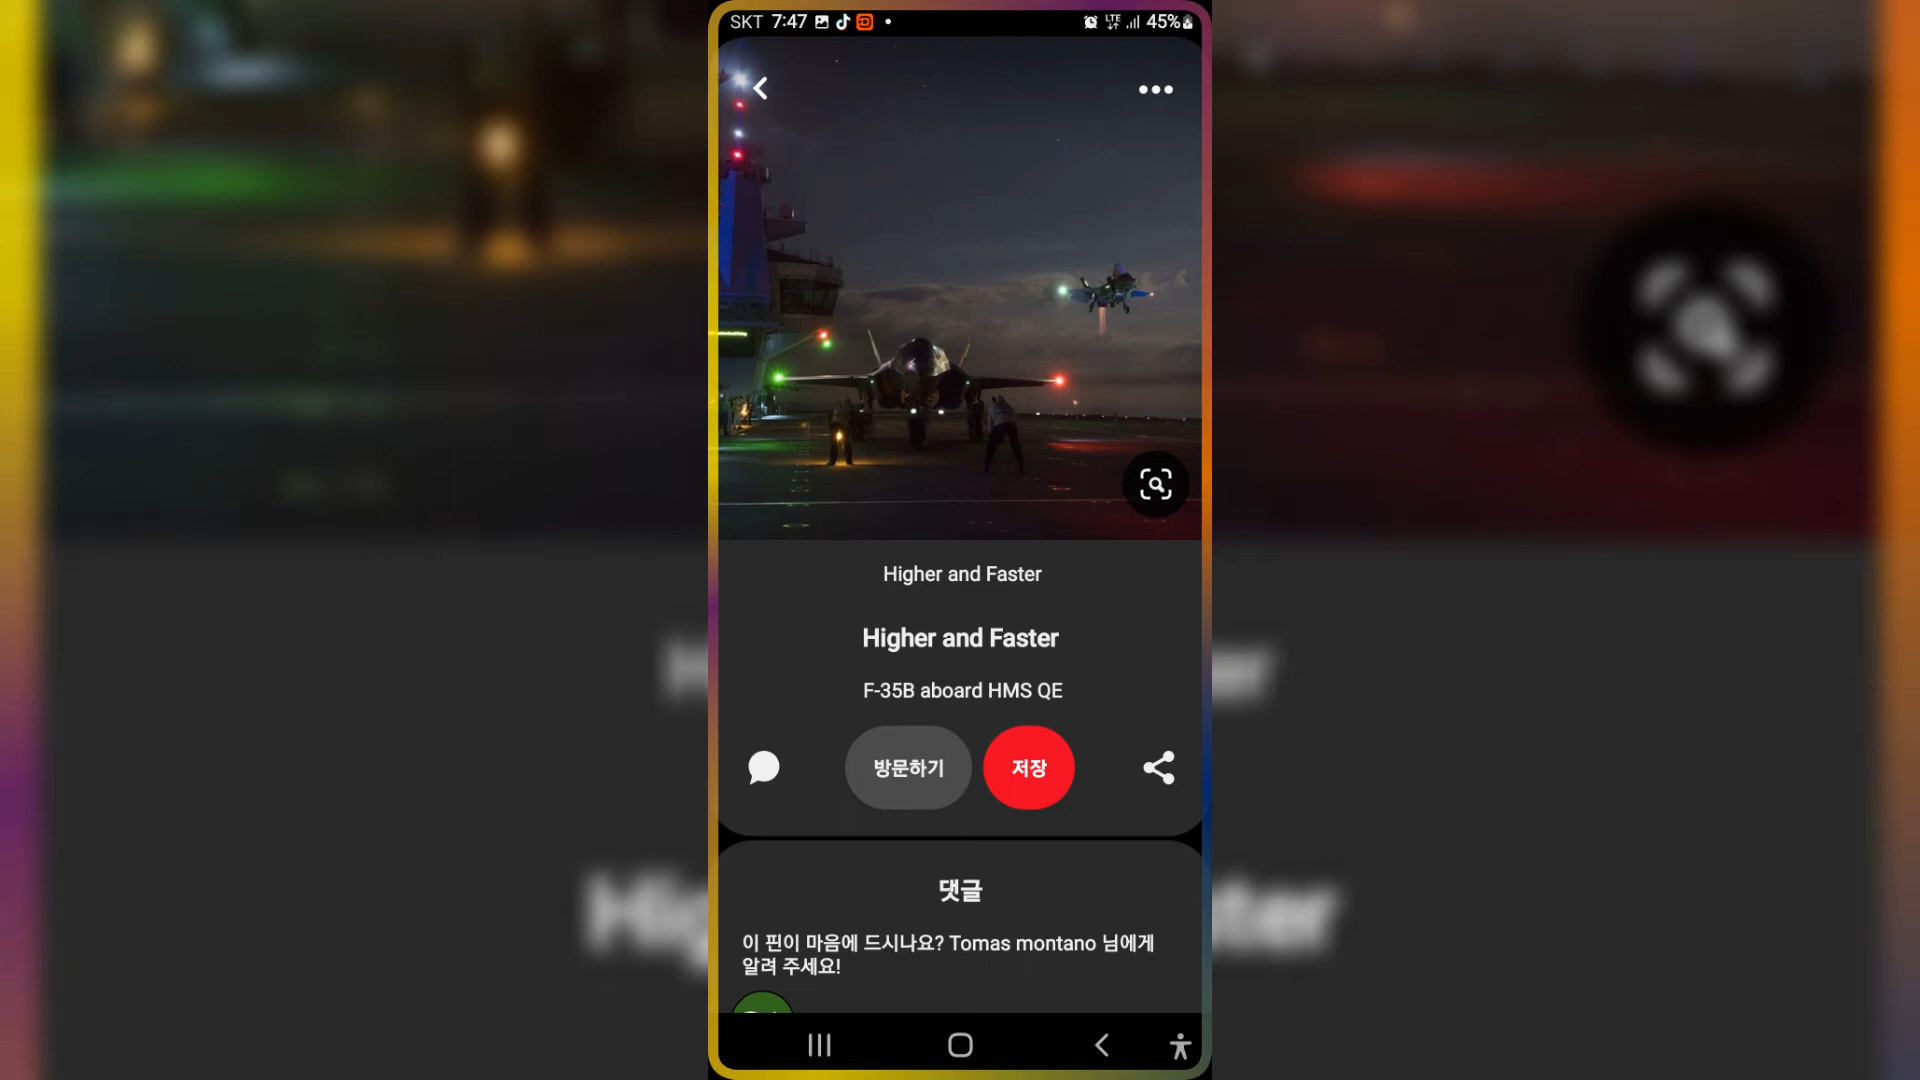 SKT 7:47 LTE 45%
Higher and Faster
Higher and Faster
F-35B aboard HMS QE
방문하기 저장
댓글
이 핀이 마음에 드시나요? Tomas montano 님에게
알려 주세요!